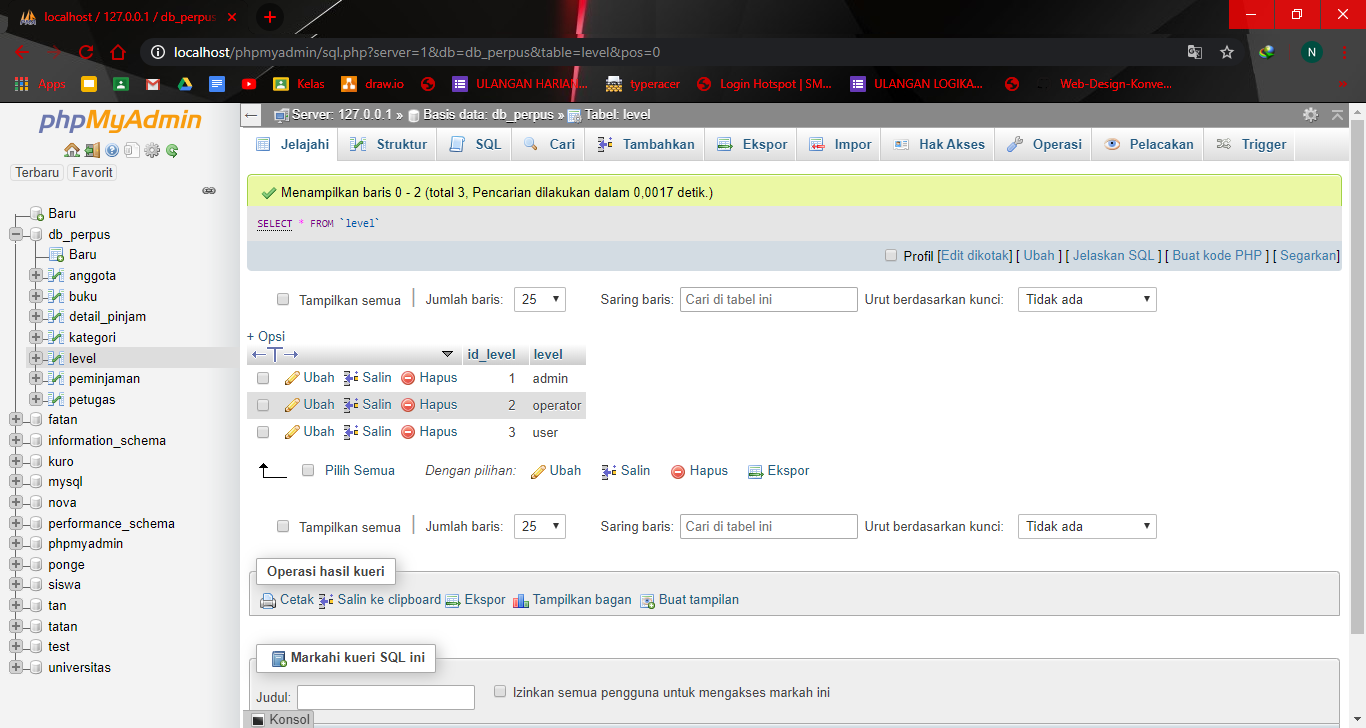 localhost / 127.0.0.1 / db_perpus
localhost/phpmyadmin/sql.php?server=1&db=db_perpus&table=level&pos=0
N
Apps
Kelas
draw.io
ULANGAN HARIAN...
typeracer
Login Hotspot | SM...
ULANGAN LOGIKA...
Web-Design-Konve...
phpMyAdmin
Terbaru Favorit
Baru
db_perpus
Baru
anggota
buku
detail_pinjam
kategori
level
peminjaman
petugas
fatan
information_schema
kuro
mysql
nova
performance_schema
phpmyadmin
ponge
siswa
tan
tatan
test
universitas
Server: 127.0.0.1 » Basis data: db_perpus » Tabel: level
Jelajahi Struktur SQL Cari Tambahkan Ekspor Impor Hak Akses Operasi Pelacakan Trigger
Menampilkan baris 0 - 2 (total 3, Pencarian dilakukan dalam 0,0017 detik.)
SELECT * FROM `level`
Profil [Edit dikotak] [ Ubah ] [ Jelaskan SQL ] [ Buat kode PHP ] [ Segarkan]
Tampilkan semua | Jumlah baris: 25 Saring baris: Cari di tabel ini Urut berdasarkan kunci: Tidak ada
+ Opsi
←T→ id_level level
Ubah Salin Hapus 1 admin
Ubah Salin Hapus 2 operator
Ubah Salin Hapus 3 user
Pilih Semua Dengan pilihan: Ubah Salin Hapus Ekspor
Tampilkan semua | Jumlah baris: 25 Saring baris: Cari di tabel ini Urut berdasarkan kunci: Tidak ada
Operasi hasil kueri
Cetak Salin ke clipboard Ekspor Tampilkan bagan Buat tampilan
Markahi kueri SQL ini
Judul: Izinkan semua pengguna untuk mengakses markah ini
Konsol